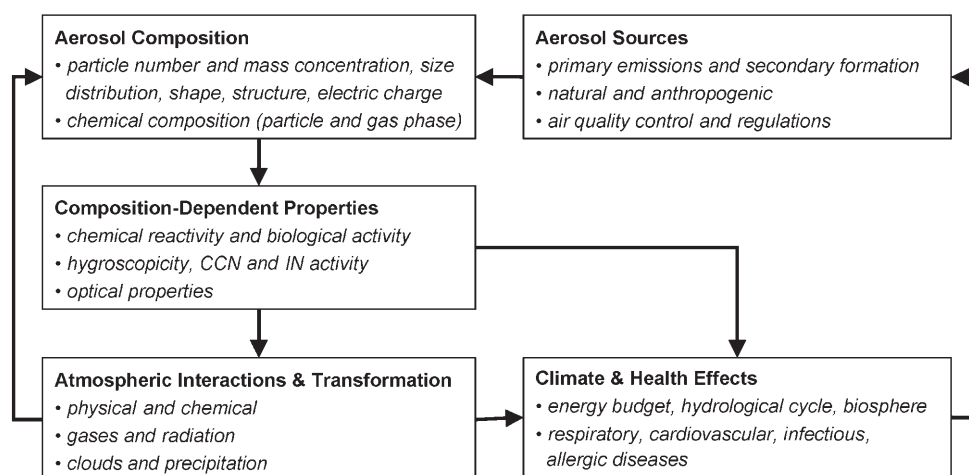 Aerosol Composition
• particle number and mass concentration, size
distribution, shape, structure, electric charge
• chemical composition (particle and gas phase)
Aerosol Sources
• primary emissions and secondary formation
• natural and anthropogenic
• air quality control and regulations
Composition-Dependent Properties
• chemical reactivity and biological activity
• hygroscopicity, CCN and IN activity
• optical properties
Atmospheric Interactions & Transformation
• physical and chemical
• gases and radiation
• clouds and precipitation
Climate & Health Effects
• energy budget, hydrological cycle, biosphere
• respiratory, cardiovascular, infectious,
allergic diseases